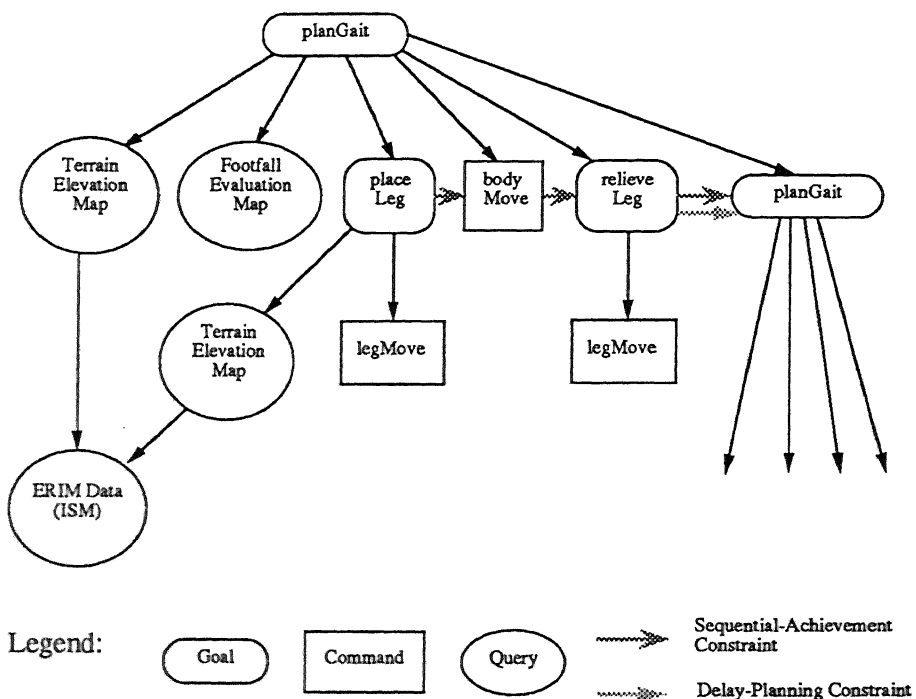 planGait
Terrain
Elevation
Map
Footfall
Evaluation
Map
place
Leg
body
Move
relieve
Leg
planGait
Terrain
Elevation
Map
legMove
legMove
ERIM Data
(ISM)
Legend:
Goal
Command
Query
Sequential-Achievement
Constraint
Delay-Planning Constraint